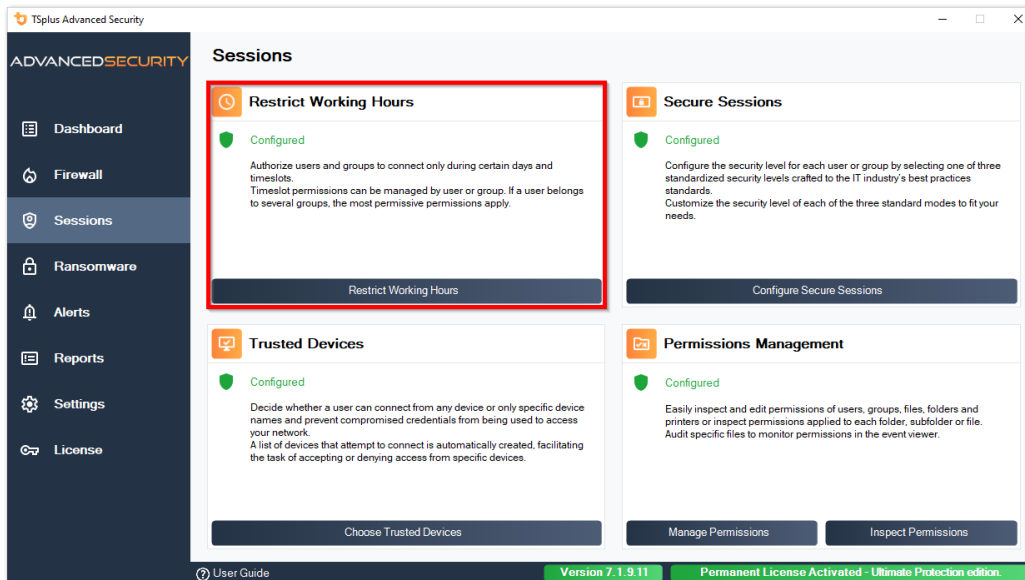 TSplus Advanced Security
ADVANCEDSECURITY
Dashboard
Firewall
Sessions
Ransomware
Alerts
Reports
Settings
License
Sessions
Restrict Working Hours
Configured
Authorize users and groups to connect only during certain days and
timeslots.
Timeslot permissions can be managed by user or group. If a user belongs
to several groups, the most permissive permissions apply.
Restrict Working Hours
Secure Sessions
Configured
Configure the security level for each user or group by selecting one of three
standardized security levels crafted to the IT industry's best practices
standards.
Customize the security level of each of the three standard modes to fit your
needs.
Configure Secure Sessions
Trusted Devices
Configured
Decide whether a user can connect from any device or only specific device
names and prevent compromised credentials from being used to access
your network.
A list of devices that attempt to connect is automatically created, facilitating
the task of accepting or denying access from specific devices.
Choose Trusted Devices
Permissions Management
Configured
Easily inspect and edit permissions of users, groups, files, folders and
printers or inspect permissions applied to each folder, subfolder or file.
Audit specific files to monitor permissions in the event viewer.
Manage Permissions
Inspect Permissions
User Guide
Version 7.1.9.11
Permanent License Activated - Ultimate Protection edition.